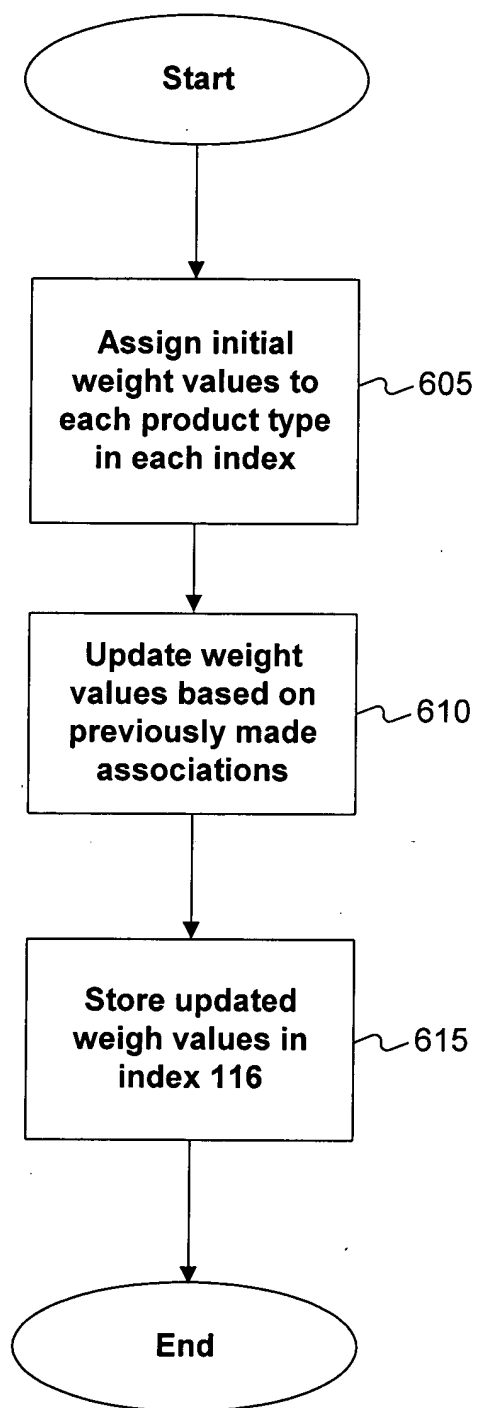 Start
Assign initial
weight values to
each product type
in each index
605
Update weight
values based on
previously made
associations
610
Store updated
weigh values in
index 116
615
End